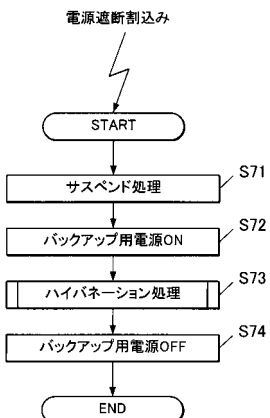 電源遮断割込み
START
S71
サスペンド処理
S72
バックアップ用電源ON
S73
ハイバネーション処理
S74
バックアップ用電源OFF
END